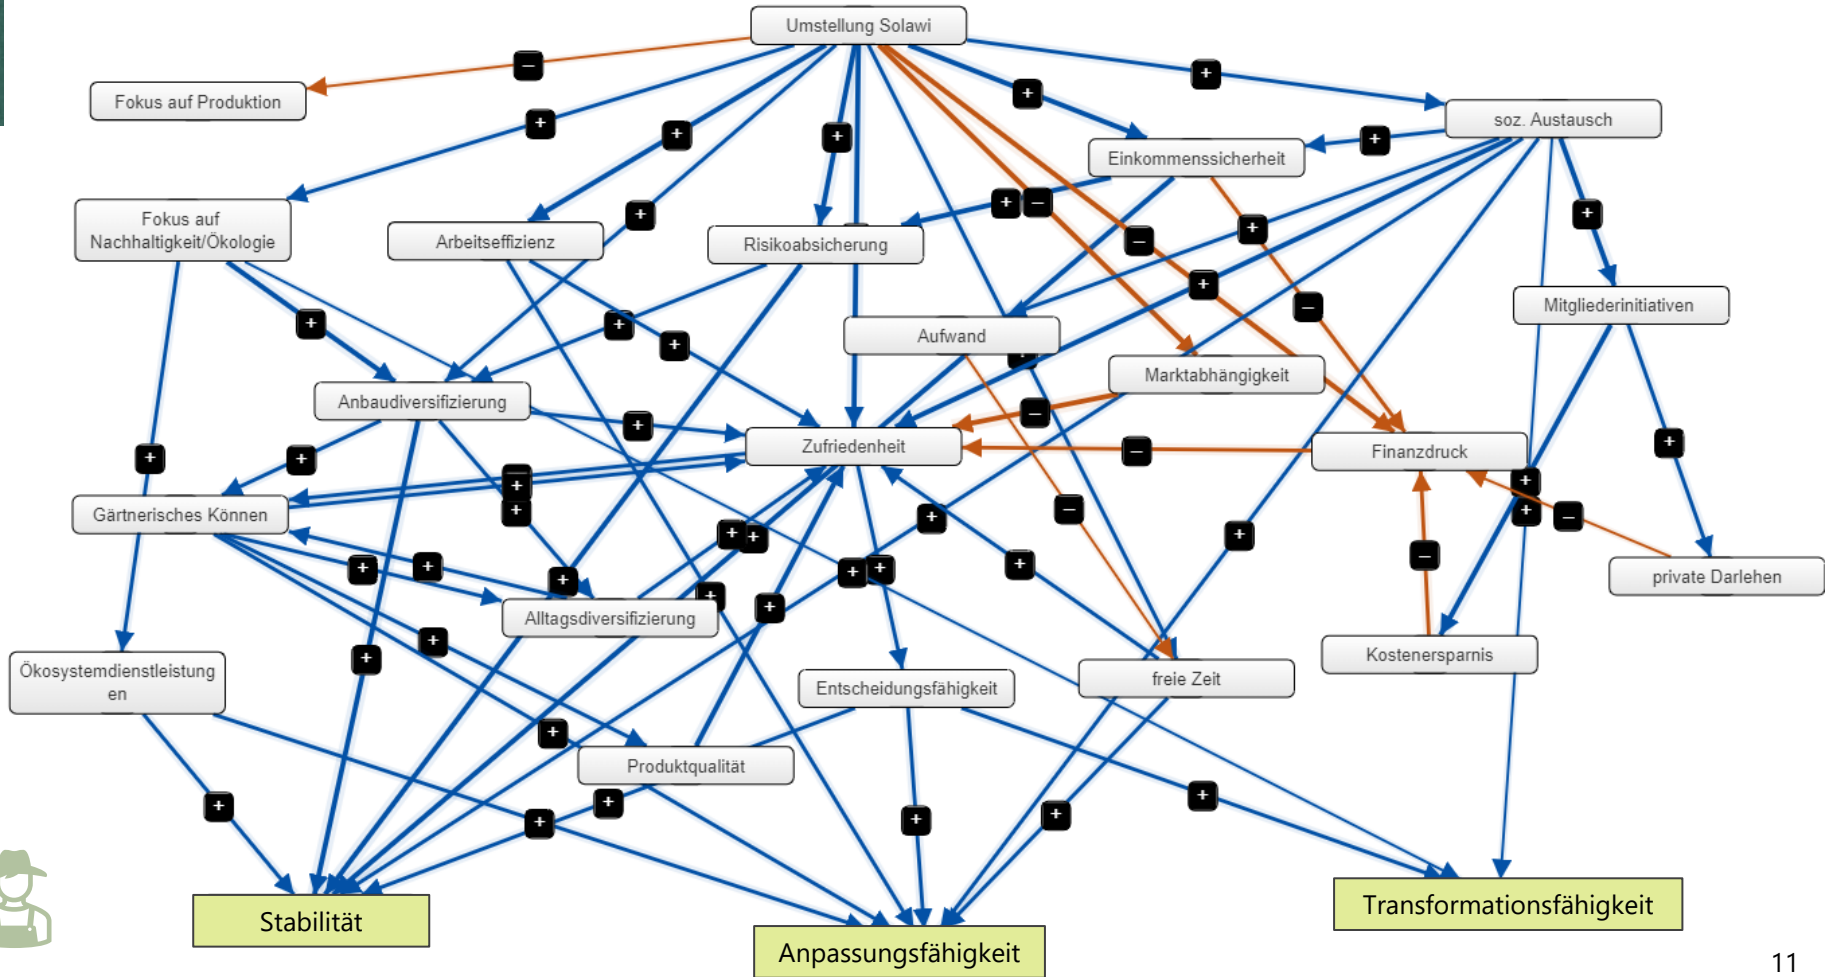 Umstellung Solawi
–
+
+
Fokus auf Produktion
+
+
+
soz. Austausch
+
Einkommenssicherheit
Fokus auf
Nachhaltigkeit/Ökologie
Arbeitseffizienz
+
Risikoabsicherung
+
–
–
+
+
+
–
Mitgliederinitiativen
+
+
+
Aufwand
+
Marktabhängigkeit
Anbaudiversifizierung
+
–
Zufriedenheit
–
Finanzdruck
+
+
+
–
+
+
+
+
Gärtnerisches Können
+
+
+
+
–
+
+
–
+
+
+
+
+
+
–
private Darlehen
+
+
+
Alltagsdiversifizierung
+
+
Kostenersparnis
Ökosystemdienstleistung
en
+
Entscheidungsfähigkeit
freie Zeit
+
Produktqualität
+
+
+
+
+
+
Stabilität
Transformationsfähigkeit
Anpassungsfähigkeit
11